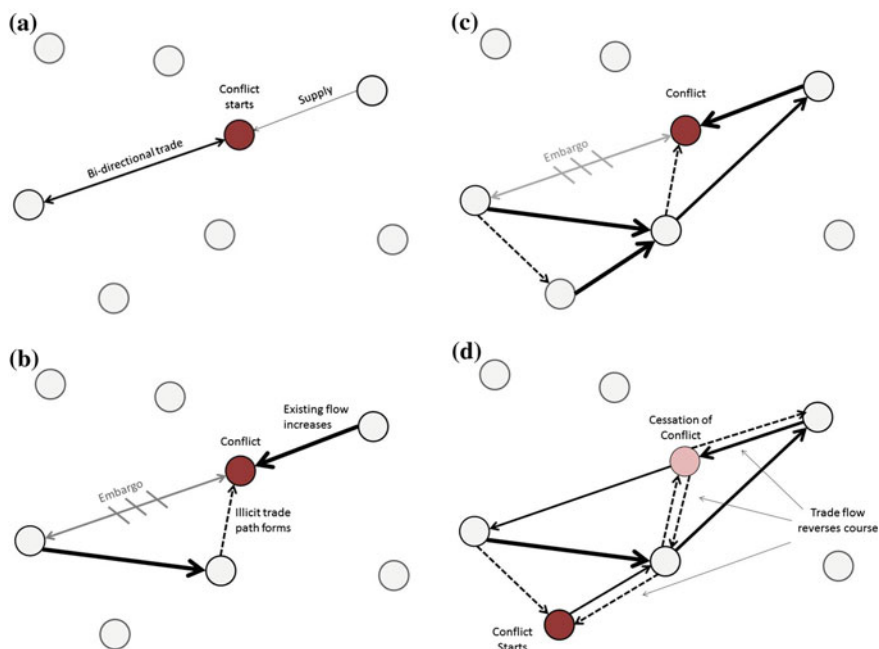 (a)
Conflict
starts
Supply
Bi-directional trade
(b)
Existing flow
increases
Conflict
Embargo
Illicit trade
path forms
(c)
Conflict
Embargo
(d)
Cessation of
Conflict
Trade flow
reverses course
Conflict
Starts